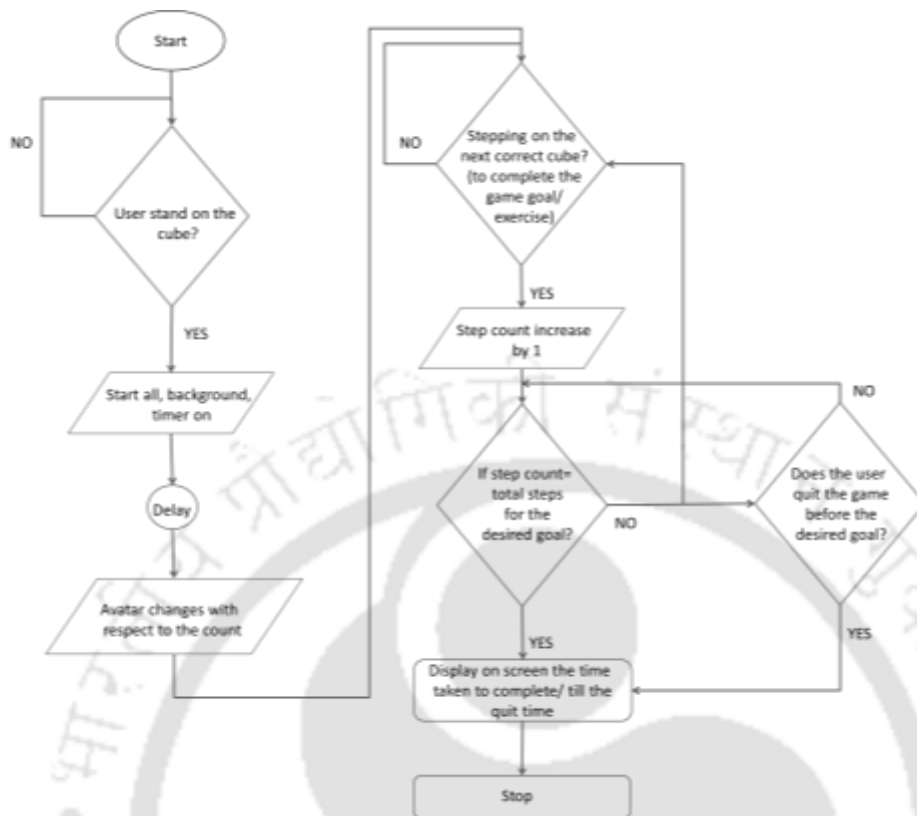 Start
NO
User stand on the
cube?
YES
Start all, background,
timer on
Delay
Avatar changes with
respect to the count
NO
Stepping on the
next correct cube?
(to complete the
game goal/
exercise)
YES
Step count increase
by 1
If step count=
total steps
for the
desired goal?
NO
YES
NO
Does the user
quit the game
before the
desired goal?
YES
Display on screen the time
taken to complete/ till the
quit time
Stop
भारतीय प्रौद्योगिकी संस्थान